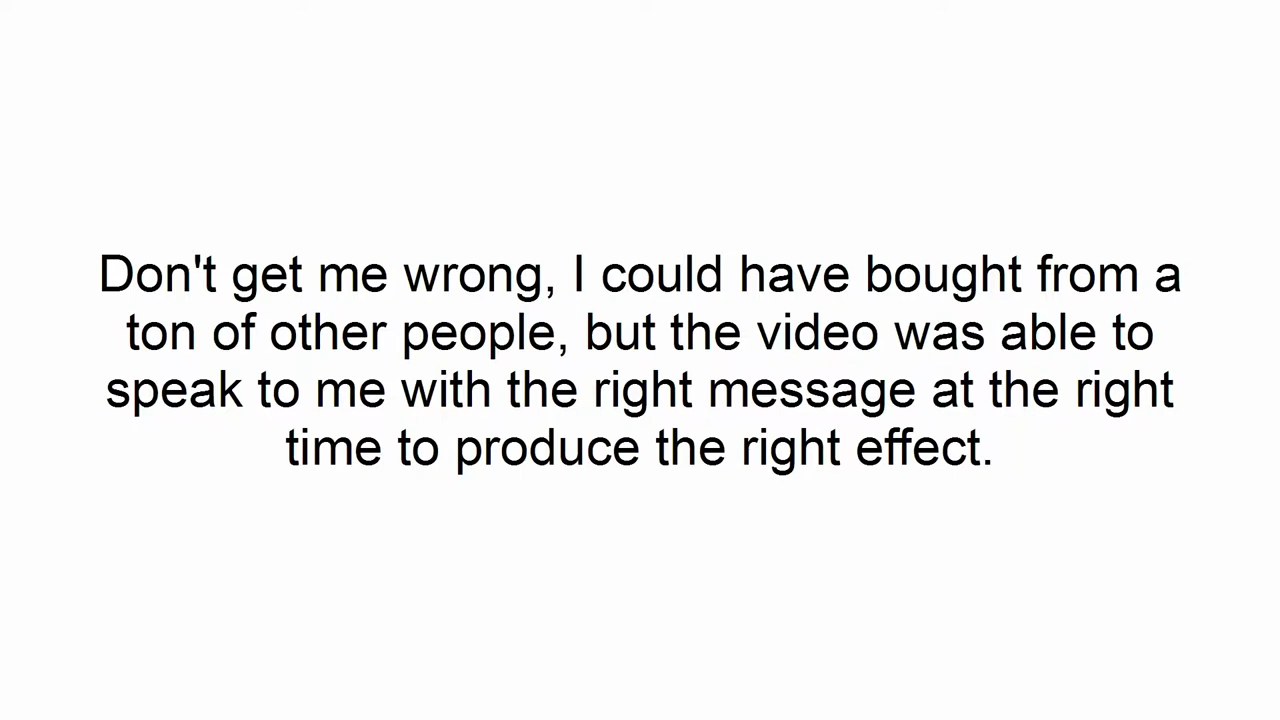 Don't get me wrong, I could have bought from a
ton of other people, but the video was able to
speak to me with the right message at the right
time to produce the right effect.